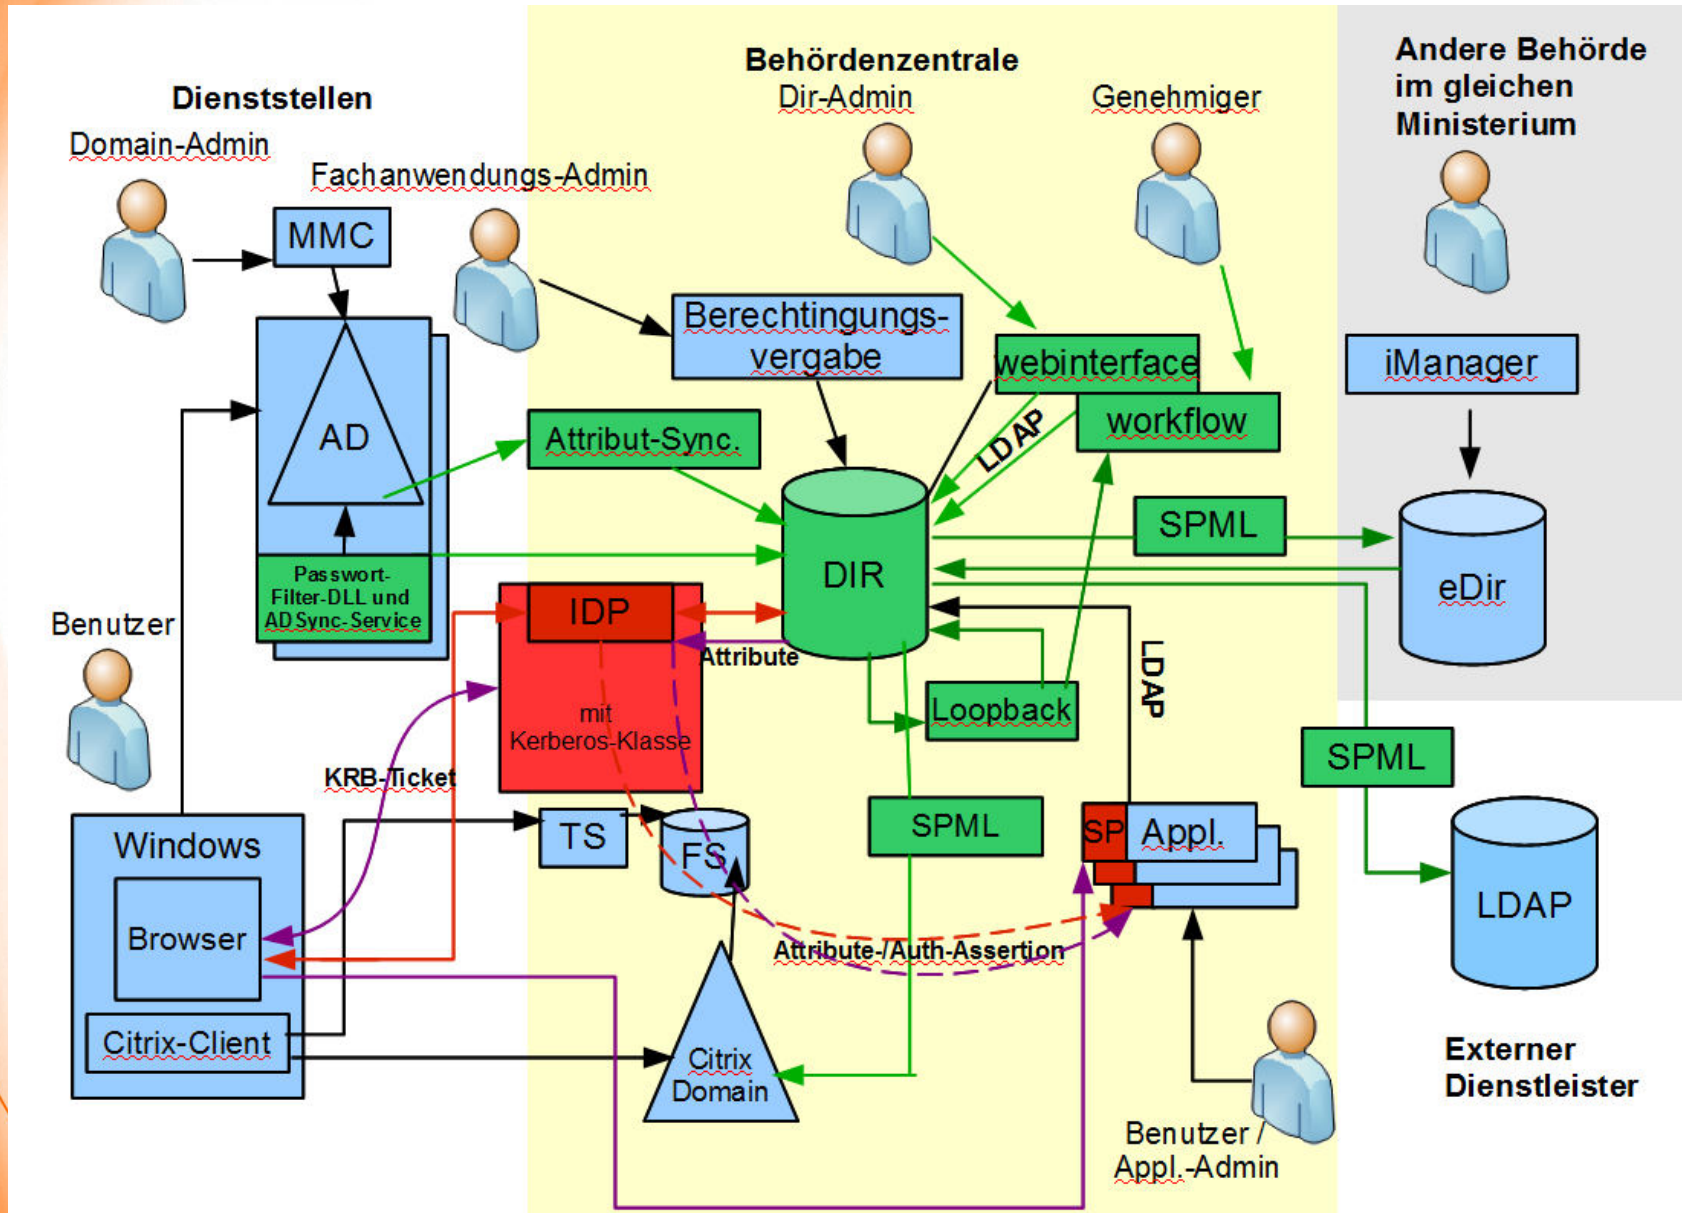 Dienststellen
Domain-Admin
Fachanwendungs-Admin
MMC
AD
Passwort-
Filter-DLL und
ADSync-Service
Benutzer
Windows
Browser
Citrix-Client
KRB-Ticket
Behördenzentrale
Dir-Admin
Genehmiger
Berechtingungs-
vergabe
webinterface
workflow
LDAP
Attribut-Sync.
DIR
SPML
IDP
mit
Kerberos-Klasse
Attribute
Loopback
LDAP
TS
FS
SPML
SP
Appl.
Attribute-/Auth-Assertion
Citrix
Domain
Benutzer /
Appl.-Admin
Andere Behörde
im gleichen
Ministerium
iManager
eDir
SPML
LDAP
Externer
Dienstleister